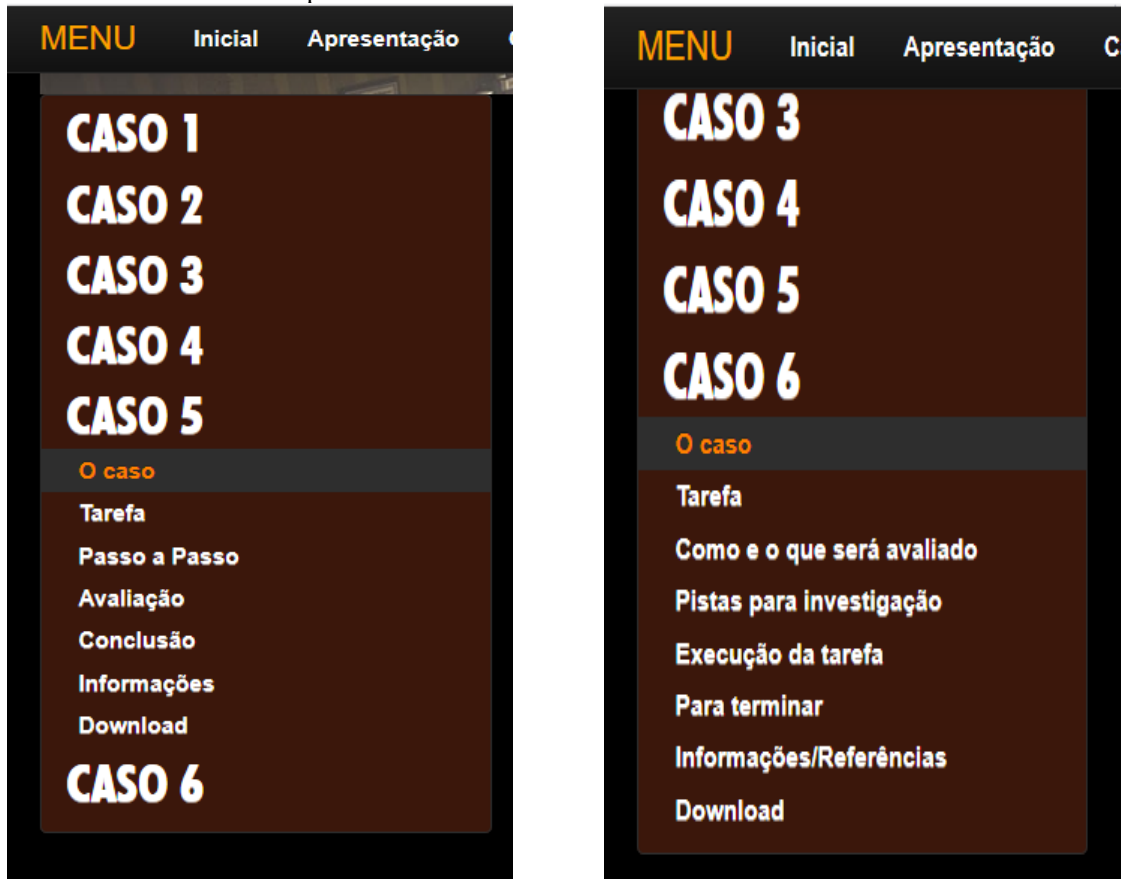 MENU Inicial Apresentação
CASO 1
CASO 2
CASO 3
CASO 4
CASO 5
O caso
Tarefa
Passo a Passo
Avaliação
Conclusão
Informações
Download
CASO 6
MENU Inicial Apresentação
CASO 3
CASO 4
CASO 5
CASO 6
O caso
Tarefa
Como e o que será avaliado
Pistas para investigação
Execução da tarefa
Para terminar
Informações/Referências
Download